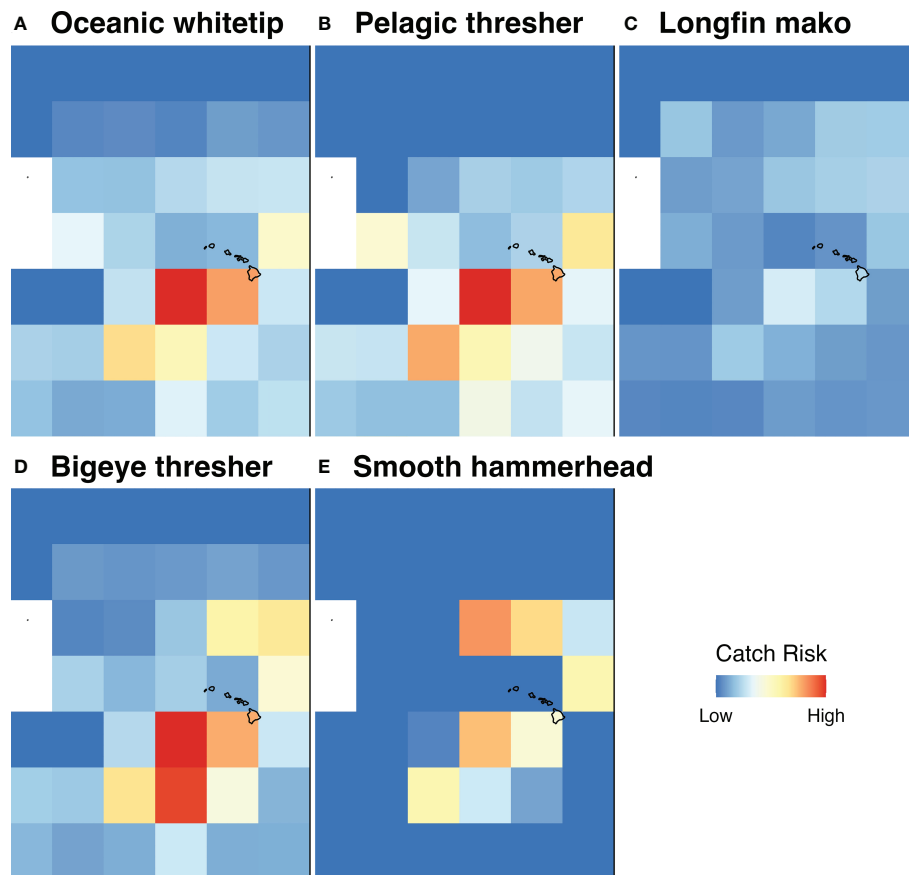 A Oceanic whitetip
B Pelagic thresher
C Longfin mako
D Bigeye thresher
E Smooth hammerhead
Catch Risk
Low High